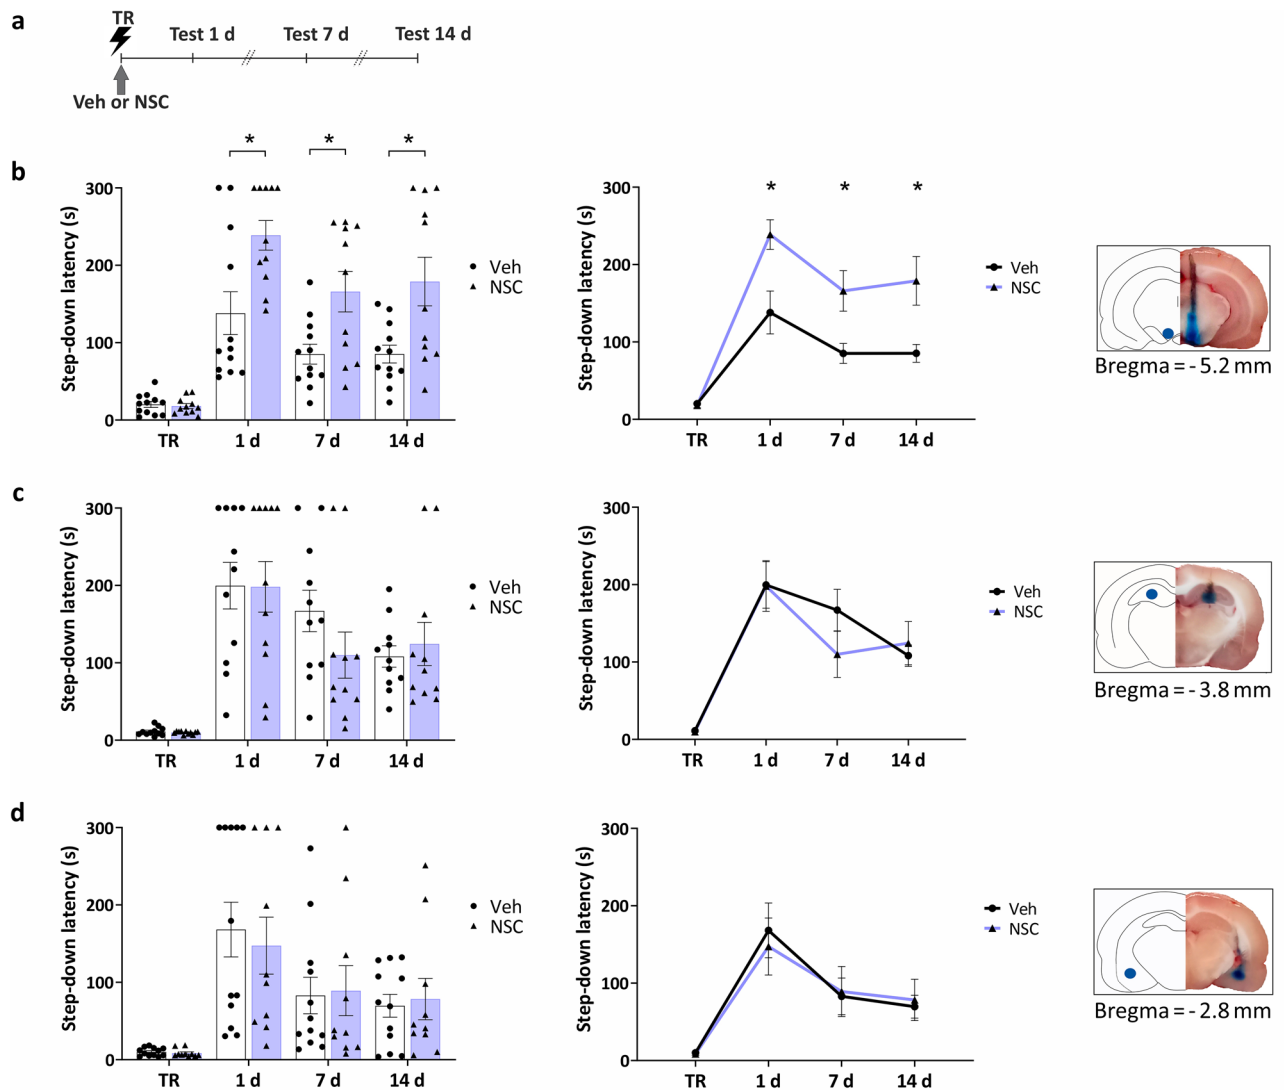 a
TR
Test 1 d
Test 7 d
Test 14 d
Veh or NSC
b
* * *
Step-down latency (s)
300
200
100
0
TR 1 d 7 d 14 d
Veh
NSC
* * *
Step-down latency (s)
300
200
100
0
TR 1 d 7 d 14 d
Veh
NSC
Bregma = - 5.2 mm
c
Step-down latency (s)
300
200
100
0
TR 1 d 7 d 14 d
Veh
NSC
Step-down latency (s)
300
200
100
0
TR 1 d 7 d 14 d
Veh
NSC
Bregma = - 3.8 mm
d
Step-down latency (s)
300
200
100
0
TR 1 d 7 d 14 d
Veh
NSC
Step-down latency (s)
300
200
100
0
TR 1 d 7 d 14 d
Veh
NSC
Bregma = - 2.8 mm